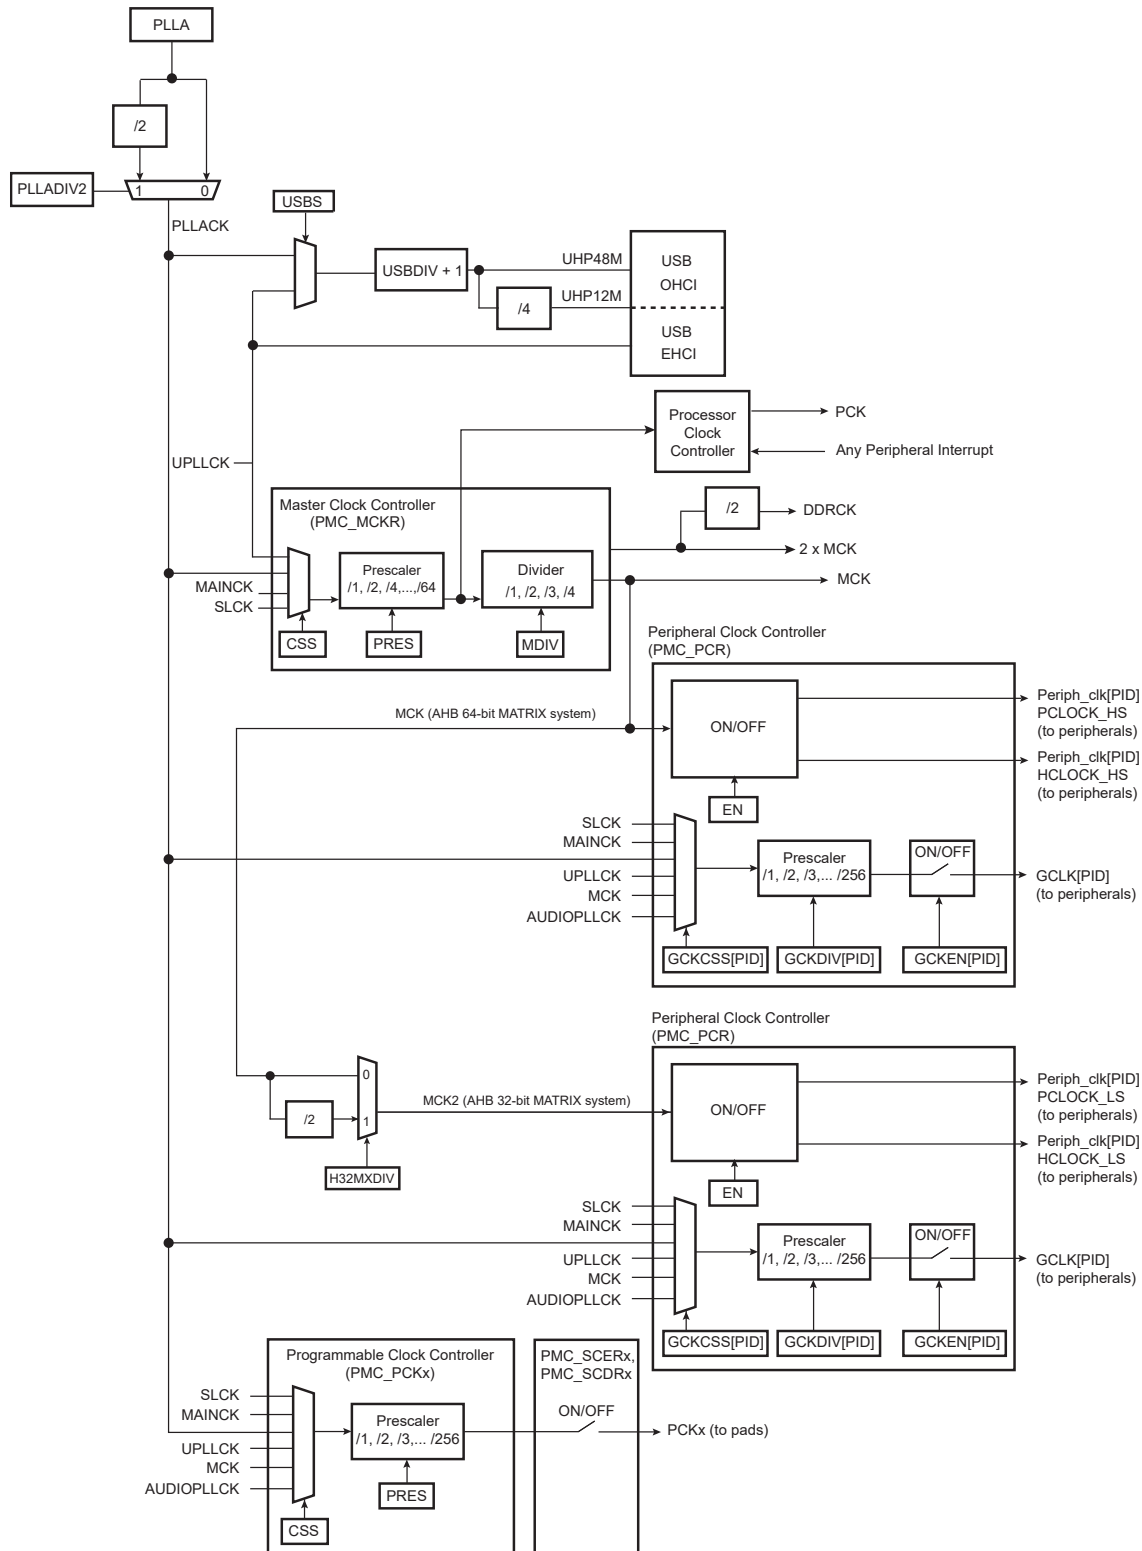 PLLA
/2
PLLADIV2
1
0
PLLACK
USBS
USBDIV + 1
UHP48M
/4
UHP12M
USB
OHCI
USB
EHCI
Processor
Clock
Controller
PCK
Any Peripheral Interrupt
UPLLCK
/2
DDRCK
2 x MCK
MCK
Master Clock Controller
(PMC_MCKR)
MAINCK
SLCK
Prescaler
/1, /2, /4,...,/64
Divider
/1, /2, /3, /4
CSS
PRES
MDIV
Peripheral Clock Controller
(PMC_PCR)
MCK (AHB 64-bit MATRIX system)
ON/OFF
Periph_clk[PID]
PCLOCK_HS
(to peripherals)
Periph_clk[PID]
HCLOCK_HS
(to peripherals)
EN
SLCK
MAINCK
UPLLCK
MCK
AUDIOPLLCK
Prescaler
/1, /2, /3,... /256
ON/OFF
GCLK[PID]
(to peripherals)
GCKCSS[PID]
GCKDIV[PID]
GCKEN[PID]
Peripheral Clock Controller
(PMC_PCR)
0
/2
1
H32MXDIV
MCK2 (AHB 32-bit MATRIX system)
ON/OFF
Periph_clk[PID]
PCLOCK_LS
(to peripherals)
Periph_clk[PID]
HCLOCK_LS
(to peripherals)
EN
SLCK
MAINCK
UPLLCK
MCK
AUDIOPLLCK
Prescaler
/1, /2, /3,... /256
ON/OFF
GCLK[PID]
(to peripherals)
GCKCSS[PID]
GCKDIV[PID]
GCKEN[PID]
Programmable Clock Controller
(PMC_PCKx)
PMC_SCERx,
PMC_SCDRx
SLCK
MAINCK
UPLLCK
MCK
AUDIOPLLCK
Prescaler
/1, /2, /3,... /256
ON/OFF
PCKx (to pads)
PRES
CSS